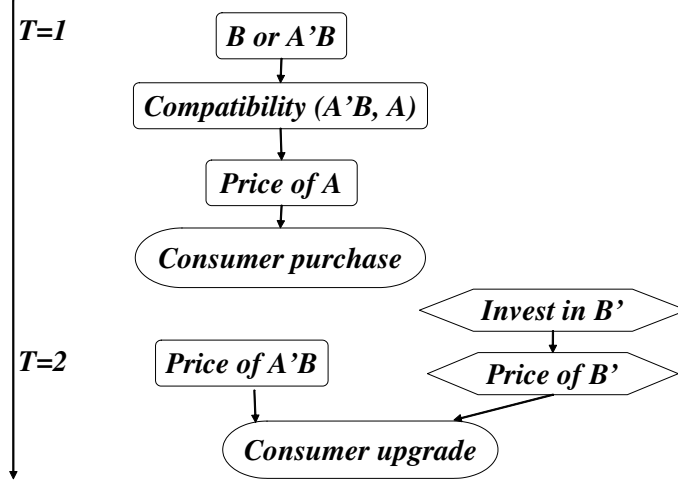 T=1
B or A’B
Compatibility (A’B, A)
Price of A
Consumer purchase
Invest in B’
T=2
Price of A’B
Price of B’
Consumer upgrade